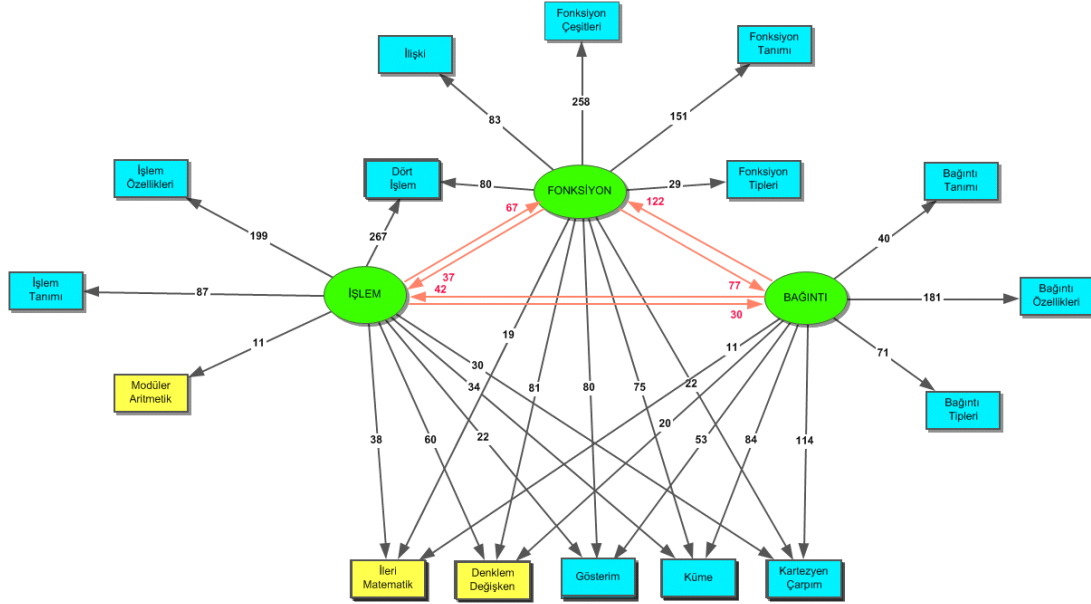 Fonksiyon
Çeşitleri
İlişki
Fonksiyon
Tanımı
258
83
151
İşlem
Özellikleri
Dört
İşlem
80
FONKSİYON
29
Fonksiyon
Tipleri
Bağıntı
Tanımı
67
122
199
267
40
İşlem
Tanımı
87
İŞLEM
37
42
77
30
BAĞINTI
181
Bağıntı
Özellikleri
11
19
30
11
71
Modüler
Aritmetik
34
81
80
75
22
Bağıntı
Tipleri
38
60
22
20
53
84
114
İleri
Matematik
Denklem
Değişken
Gösterim
Küme
Kartezyen
Çarpım